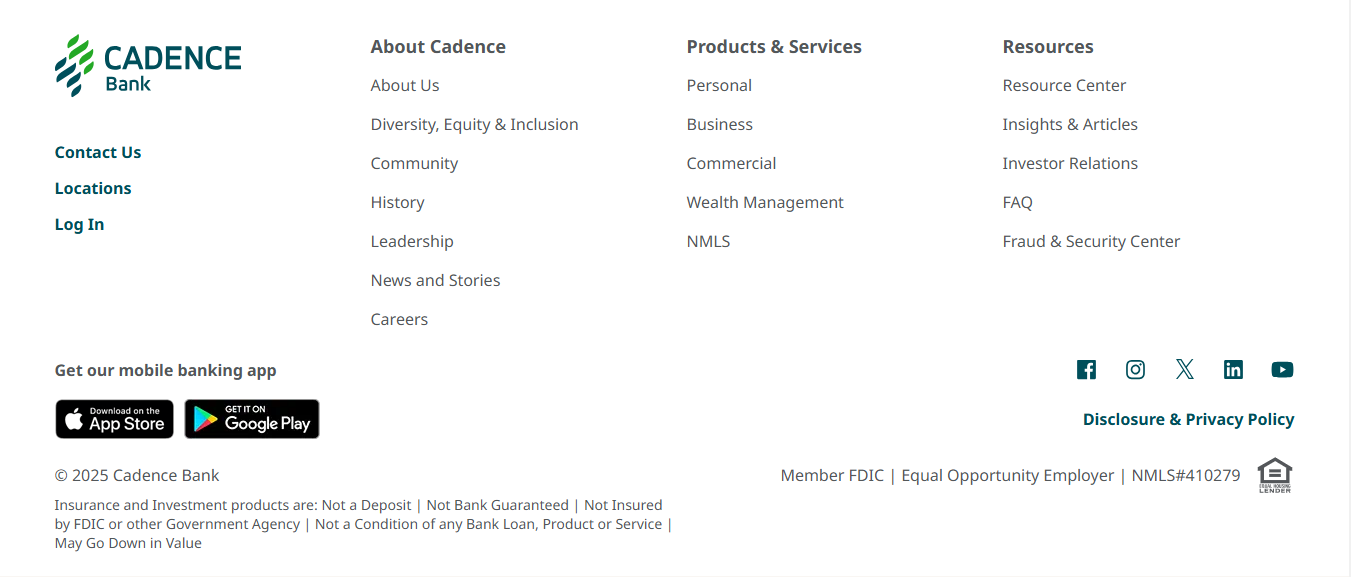 CADENCE
Bank
Contact Us
Locations
Log In
About Cadence
About Us
Diversity, Equity & Inclusion
Community
History
Leadership
News and Stories
Careers
Products & Services
Personal
Business
Commercial
Wealth Management
NMLS
Resources
Resource Center
Insights & Articles
Investor Relations
FAQ
Fraud & Security Center
Get our mobile banking app
Download on the
App Store
GET IT ON
Google Play
Disclosure & Privacy Policy
© 2025 Cadence Bank
Insurance and Investment products are: Not a Deposit | Not Bank Guaranteed | Not Insured
by FDIC or other Government Agency | Not a Condition of any Bank Loan, Product or Service |
May Go Down in Value
Member FDIC | Equal Opportunity Employer | NMLS#410279
EQUAL HOUSING
LENDER